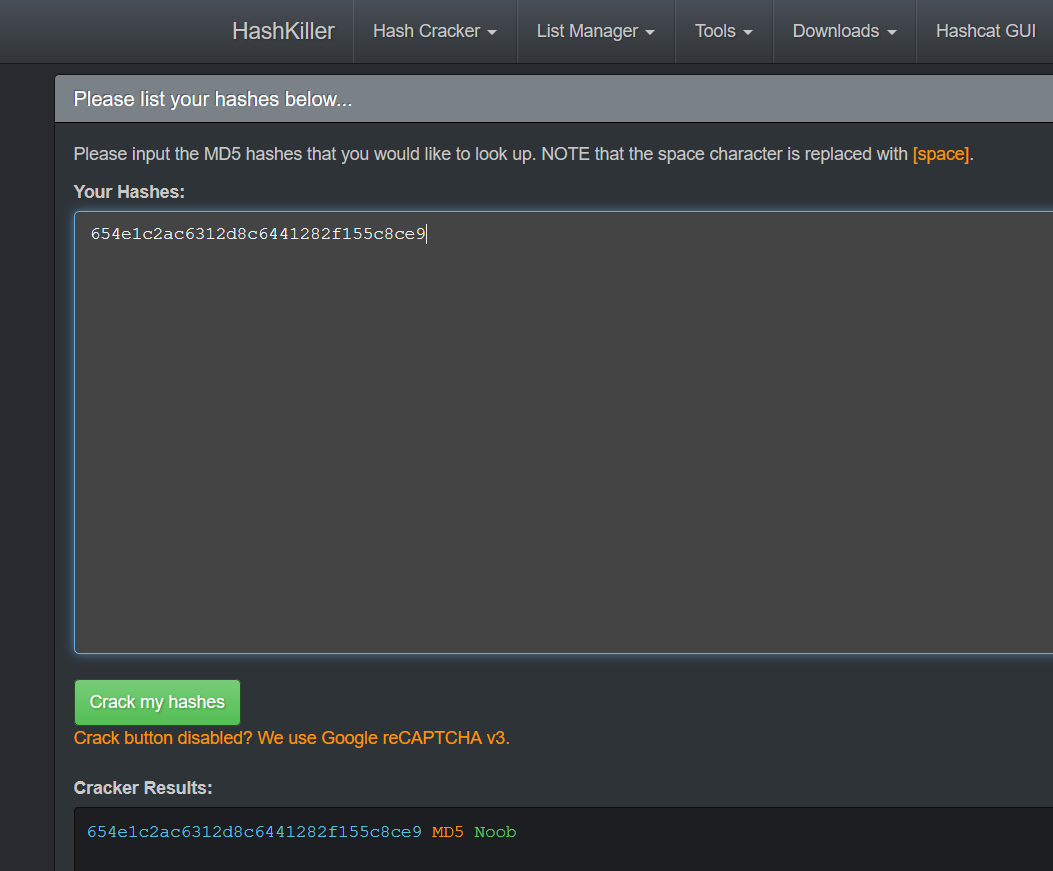 HashKiller Hash Cracker List Manager Tools Downloads Hashcat GUI
Please list your hashes below...
Please input the MD5 hashes that you would like to look up. NOTE that the space character is replaced with [space].
Your Hashes:
654e1c2ac6312d8c6441282f155c8ce9
Crack my hashes
Crack button disabled? We use Google reCAPTCHA v3.
Cracker Results:
654e1c2ac6312d8c6441282f155c8ce9 MD5 Noob